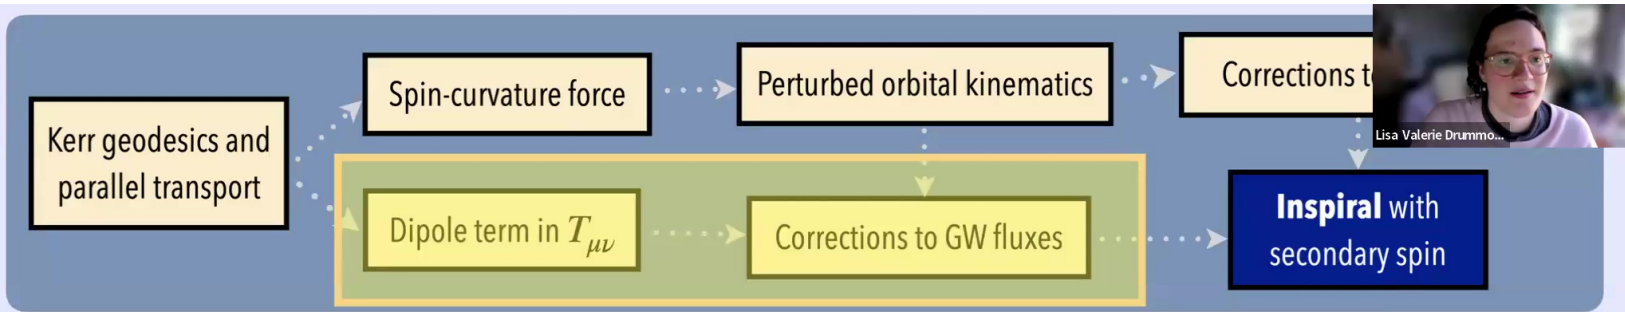 Kerr geodesics and
parallel transport
Spin-curvature force
Perturbed orbital kinematics
Corrections
Dipole term in Tμν
Corrections to GW fluxes
Inspiral with
secondary spin
Lisa Valerie Drummo...